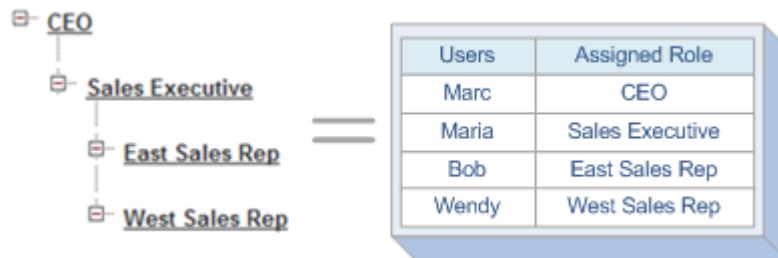 CEO
Sales Executive
East Sales Rep
West Sales Rep
Users Assigned Role
Marc CEO
Maria Sales Executive
Bob East Sales Rep
Wendy West Sales Rep